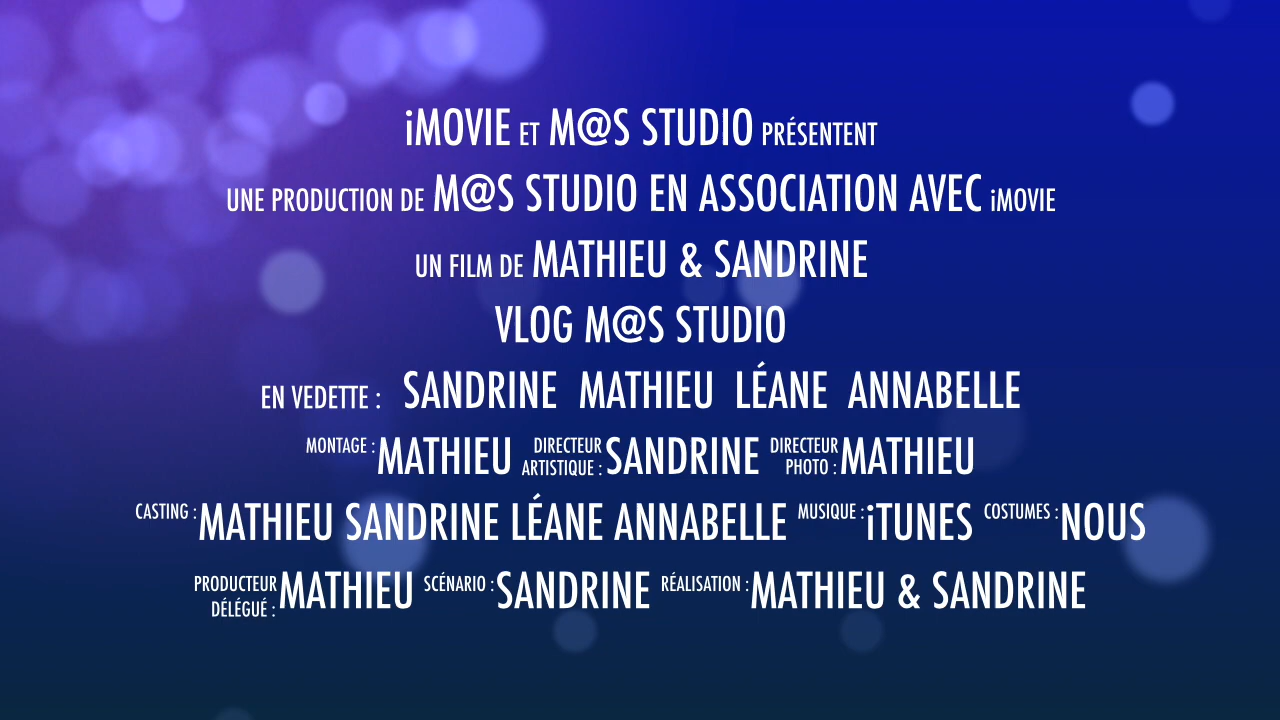 iMOVIE ET M@S STUDIO PRÉSENTENT
UNE PRODUCTION DE M@S STUDIO EN ASSOCIATION AVEC iMOVIE
UN FILM DE MATHIEU & SANDRINE
VLOG M@S STUDIO
EN VEDETTE : SANDRINE MATHIEU LÉANE ANNABELLE
MONTAGE : MATHIEU DIRECTEUR ARTISTIQUE : SANDRINE DIRECTEUR PHOTO : MATHIEU
CASTING : MATHIEU SANDRINE LÉANE ANNABELLE MUSIQUE : iTUNES COSTUMES : NOUS
PRODUCTEUR DÉLÉGUÉ : MATHIEU SCÉNARIO : SANDRINE RÉALISATION : MATHIEU & SANDRINE